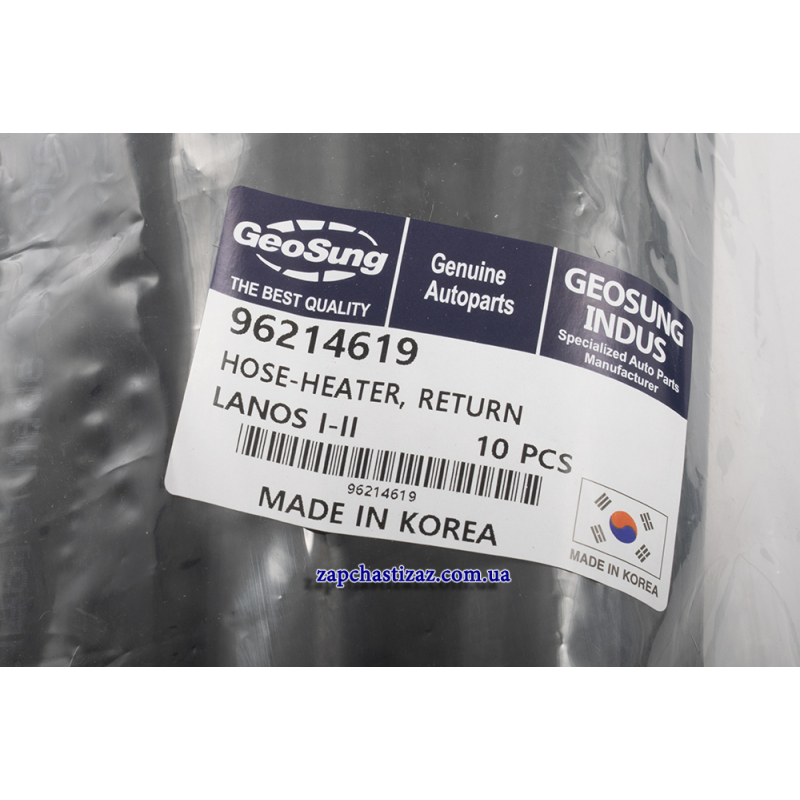 GeoSung
THE BEST QUALITY
Genuine
Autoparts
GEOSUNG
INDUS
Specialized Auto Parts
Manufacturer
96214619
HOSE-HEATER, RETURN
LANOS I-II
10 PCS
96214619
MADE IN KOREA
MADE IN KOREA
zapchastizaz.com.ua